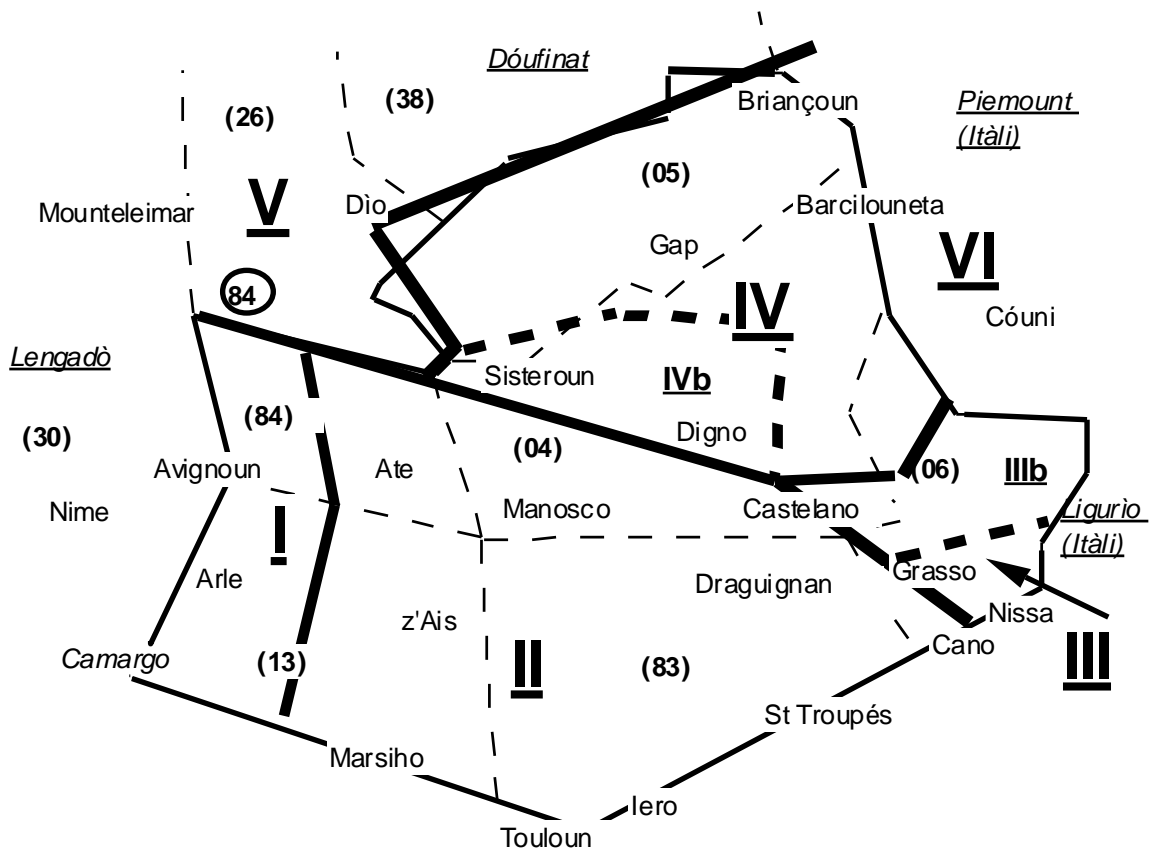 Dóufinat
(38)
(26)
Briançoun
Piemount
(Itàli)
(05)
V
Mounteleimar
Dìo
Barcilouneta
Gap
VI
84
IV
Cóuni
Lengadò
Sisteroun
IVb
(84)
(30)
Digno
(04)
Avignoun
Ate
(06)
IIIb
Nime
Manosco
Castelano
Ligurìo
(Itàli)
I
Arle
Draguignan
Grasso
z'Ais
Nissa
Camargo
(13)
II
(83)
Cano
III
St Troupés
Marsiho
Iero
Touloun